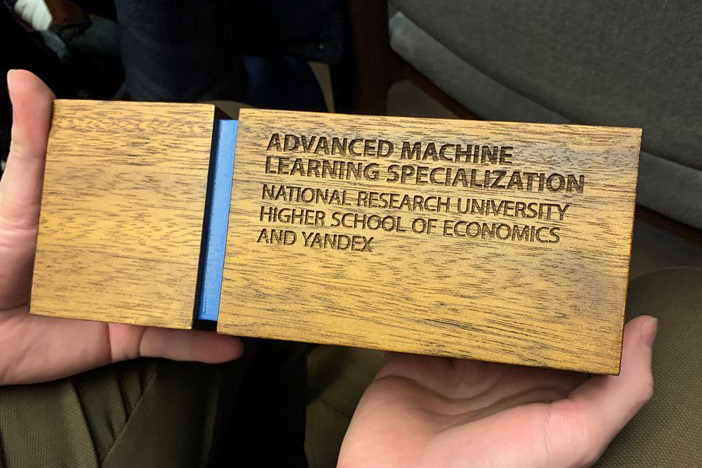 ADVANCED MACHINE
LEARNING SPECIALIZATION
NATIONAL RESEARCH UNIVERSITY
HIGHER SCHOOL OF ECONOMICS
AND YANDEX